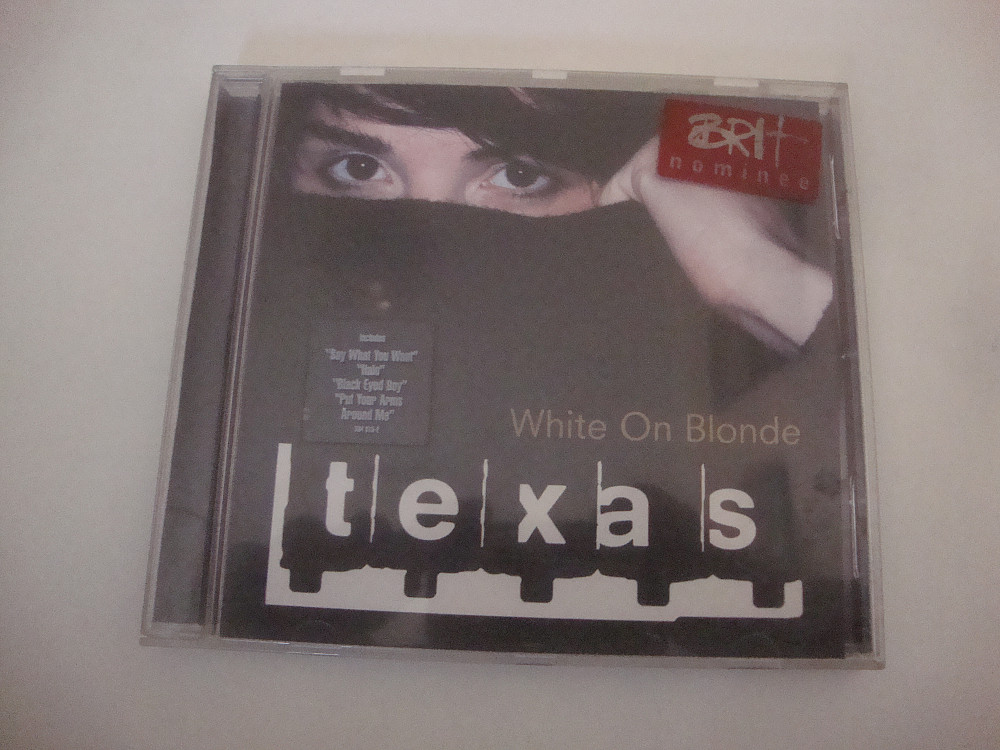 BRIT
nominee
includes
"Say What You Want"
"Halo"
"Black Eyed Boy"
"Put Your Arms
Around Me"
White On Blonde
texas